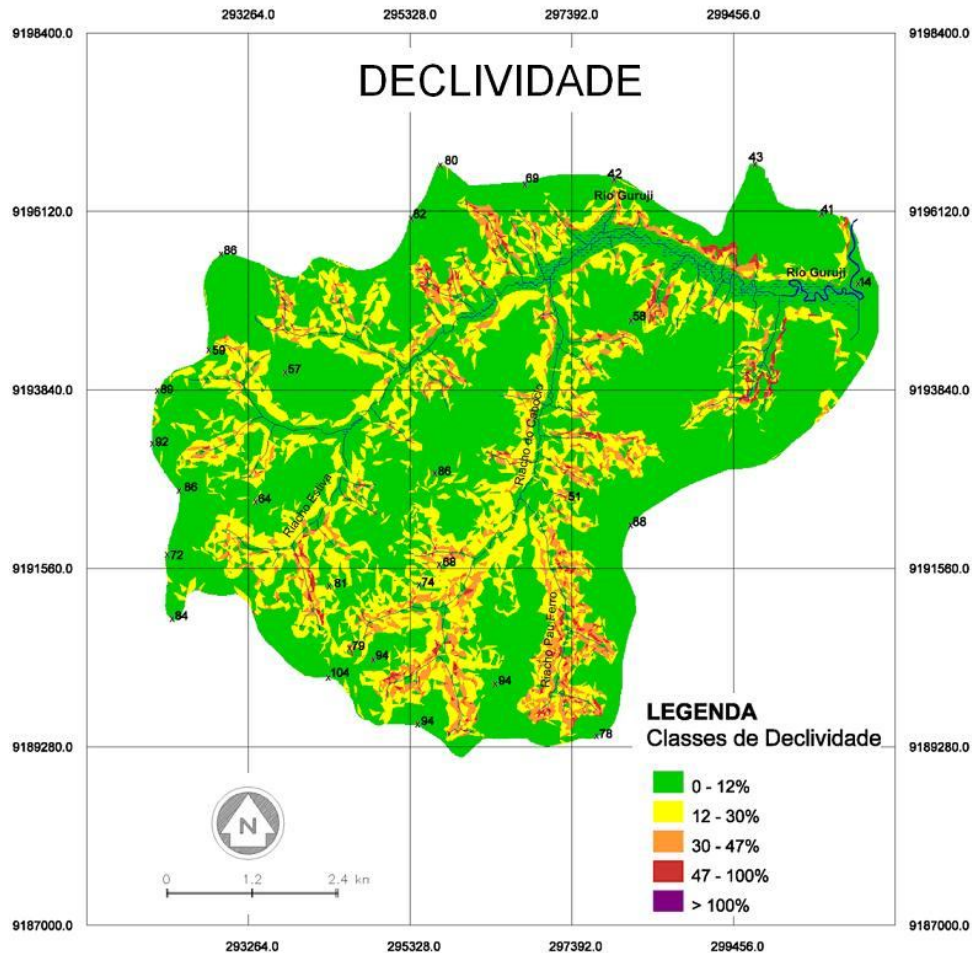 293264.0 295328.0 297392.0 299456.0
9198400.0 9198400.0
DECLIVIDADE
80
43
69
42
Rio Guruji
9196120.0 9196120.0
62
41
86
Rio Guruji
14
58
59
57
9193840.0 9193840.0
89
Riacho do Caboclo
92
86
86
64
51
Riacho Estiva
68
72
9191560.0 9191560.0
68
81
74
84
Riacho Pau Ferro
79
94
104
94
94
78
9189280.0 9189280.0
LEGENDA
Classes de Declividade
0 - 12%
12 - 30%
30 - 47%
47 - 100%
> 100%
N
0 1.2 2.4 km
9187000.0 9187000.0
293264.0 295328.0 297392.0 299456.0